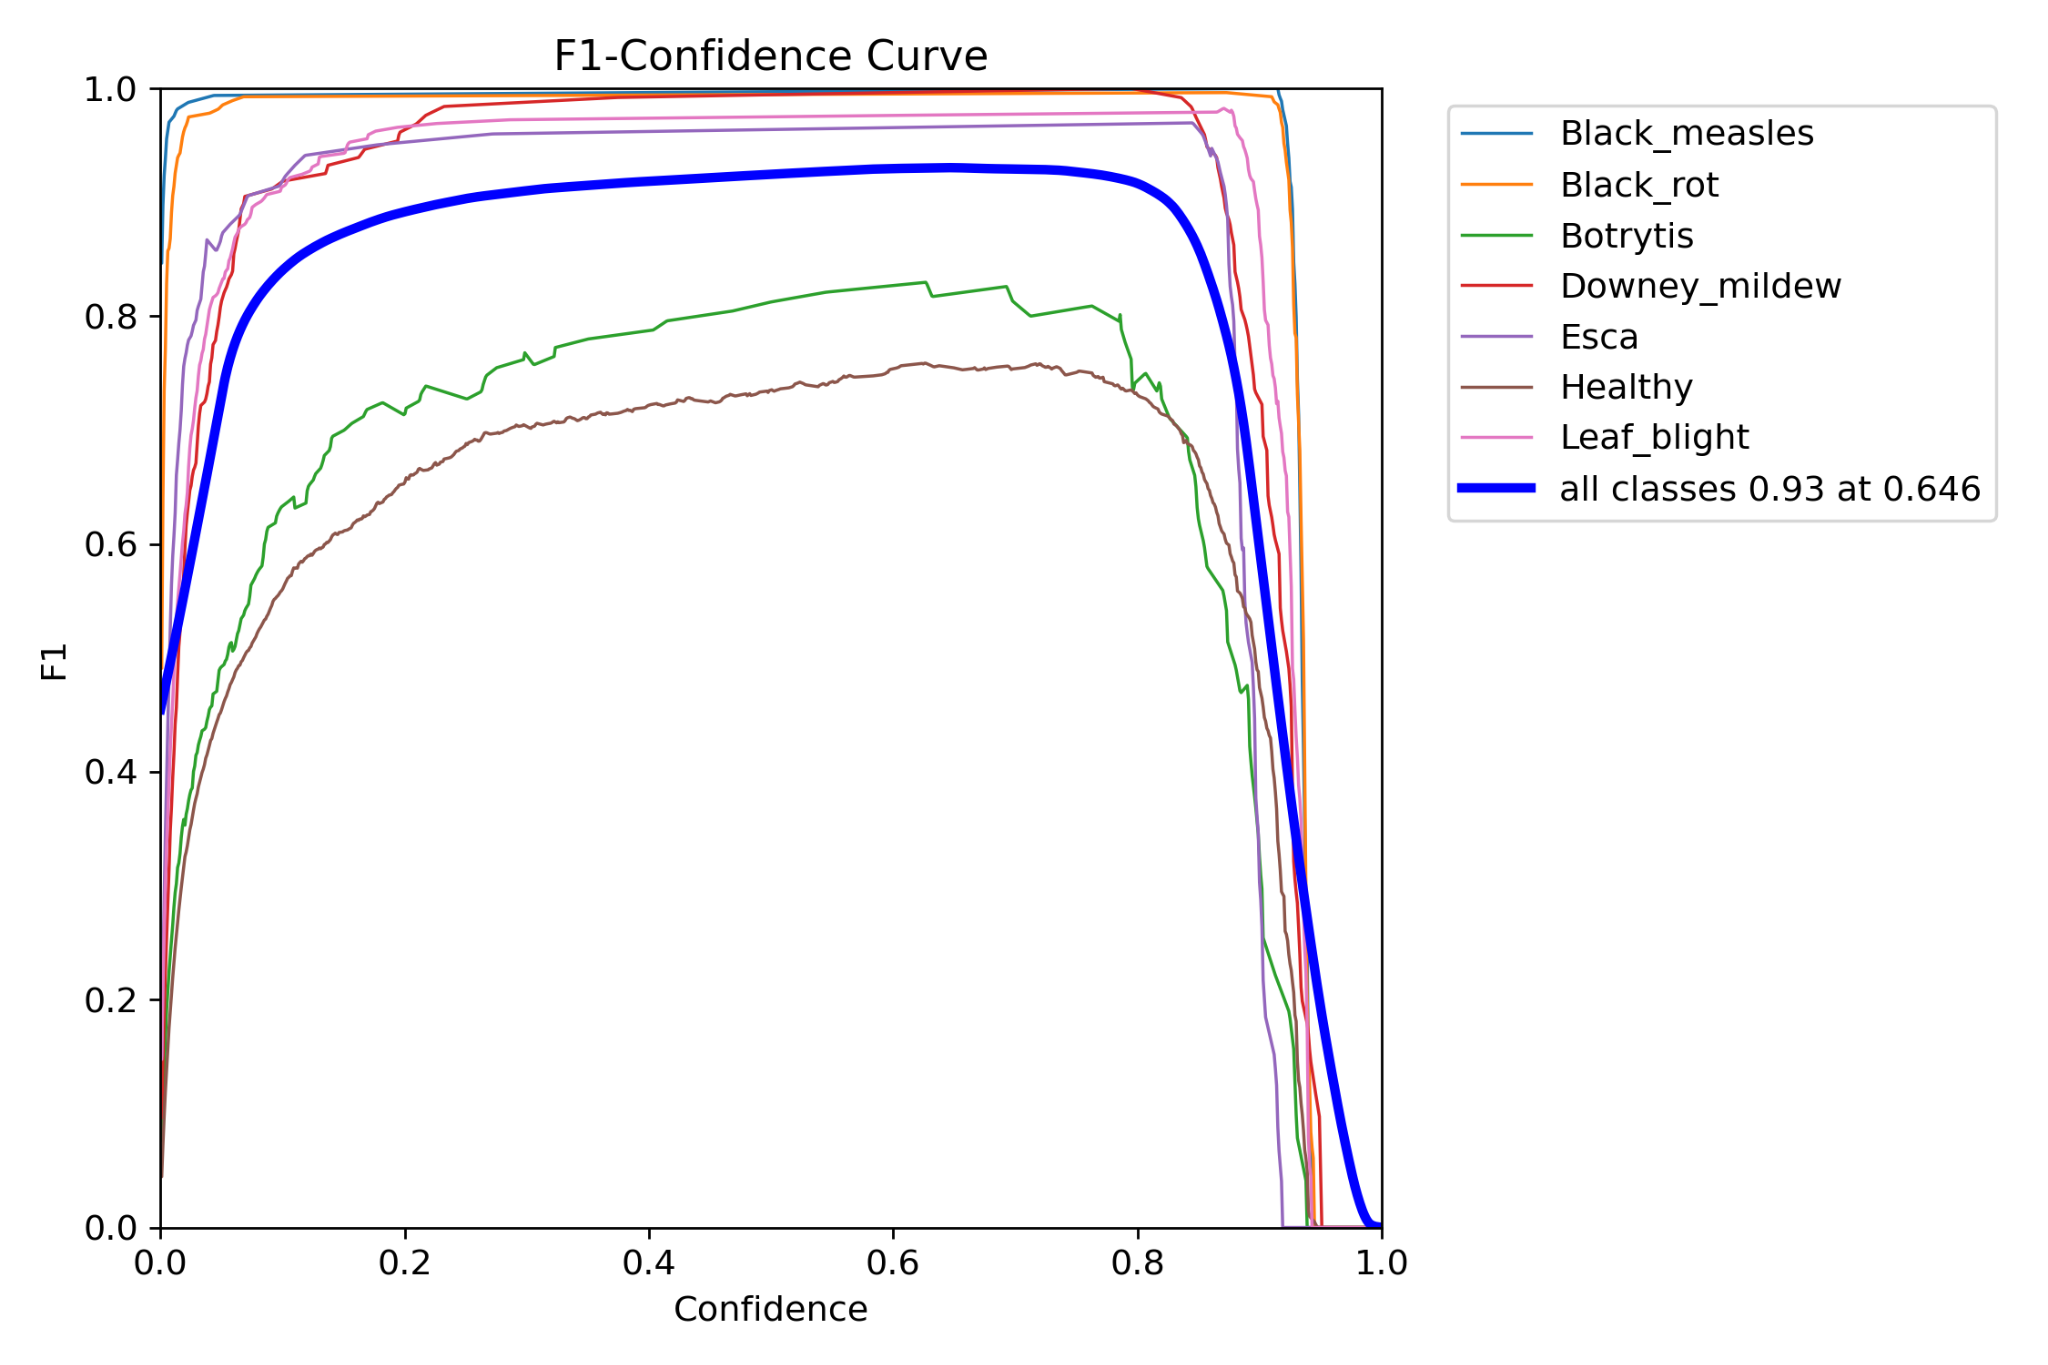 F1-Confidence Curve
1.0
0.8
0.6
0.4
0.2
0.0
F1
0.0 0.2 0.4 0.6 0.8 1.0
Confidence
Black_measles
Black_rot
Botrytis
Downey_mildew
Esca
Healthy
Leaf_blight
all classes 0.93 at 0.646